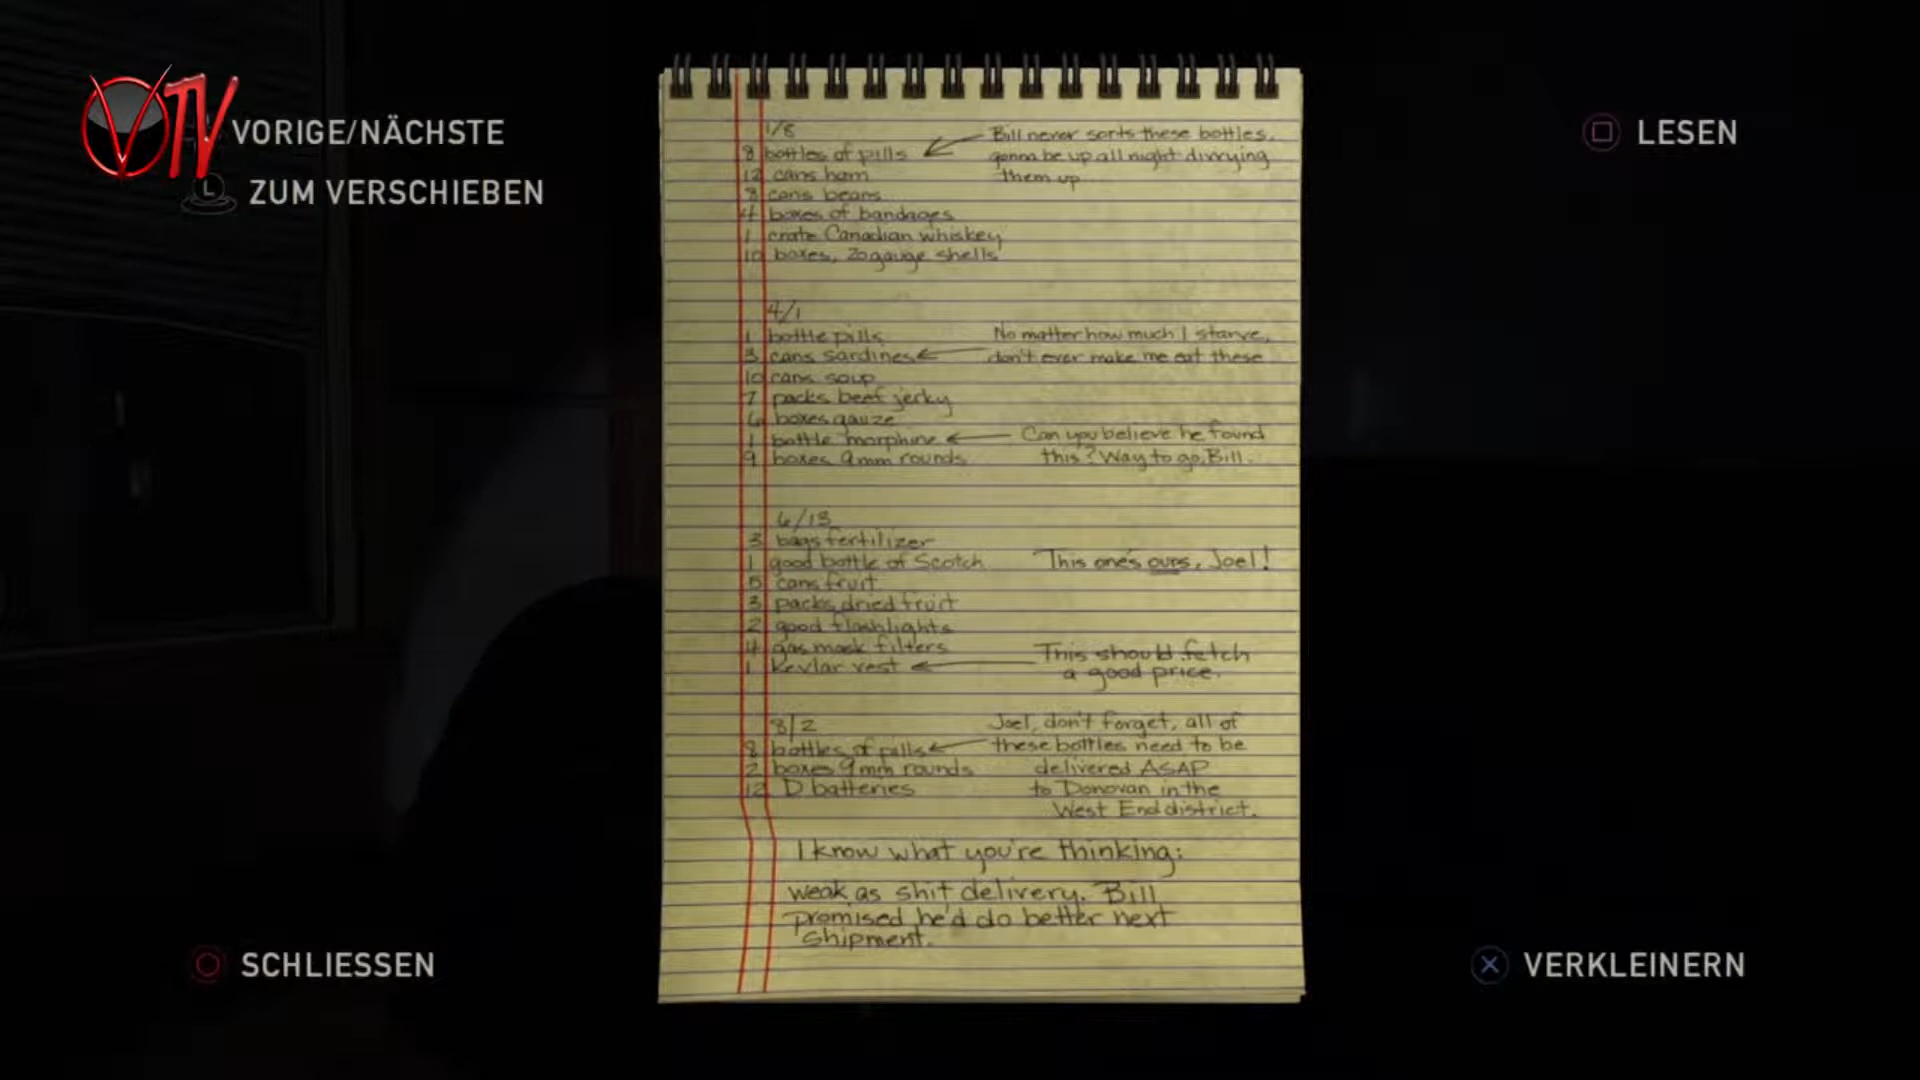 VTV
VORIGE/NÄCHSTE
L
ZUM VERSCHIEBEN
LESEN
1/8
8 bottles of pills
12 cans ham
8 cans beans
4 boxes of bandages
1 crate Canadian whiskey
10 boxes, 20 gauge shells
Bill never sorts these bottles.
gonna be up all night divvying
them up
4/1
1 bottle pills
3 cans sardines
10 cans soup
7 packs beef jerky
6 boxes gauze
1 bottle morphine
9 boxes 9mm rounds
No matter how much I starve,
don't ever make me eat these
Can you believe he found
this? Way to go, Bill.
6/13
3 bags fertilizer
1 good bottle of Scotch
5 cans fruit
3 packs dried fruit
2 good flashlights
4 gas mask filters
1 Kevlar vest
This one's ours, Joel!
This should fetch
a good price.
8/2
8 bottles of pills
2 boxes 9mm rounds
12 D batteries
Joel, don't forget, all of
these bottles need to be
delivered ASAP
to Donovan in the
West End district.
I know what you're thinking:
weak as shit delivery. Bill
promised he'd do better next
shipment.
SCHLIESSEN
VERKLEINERN